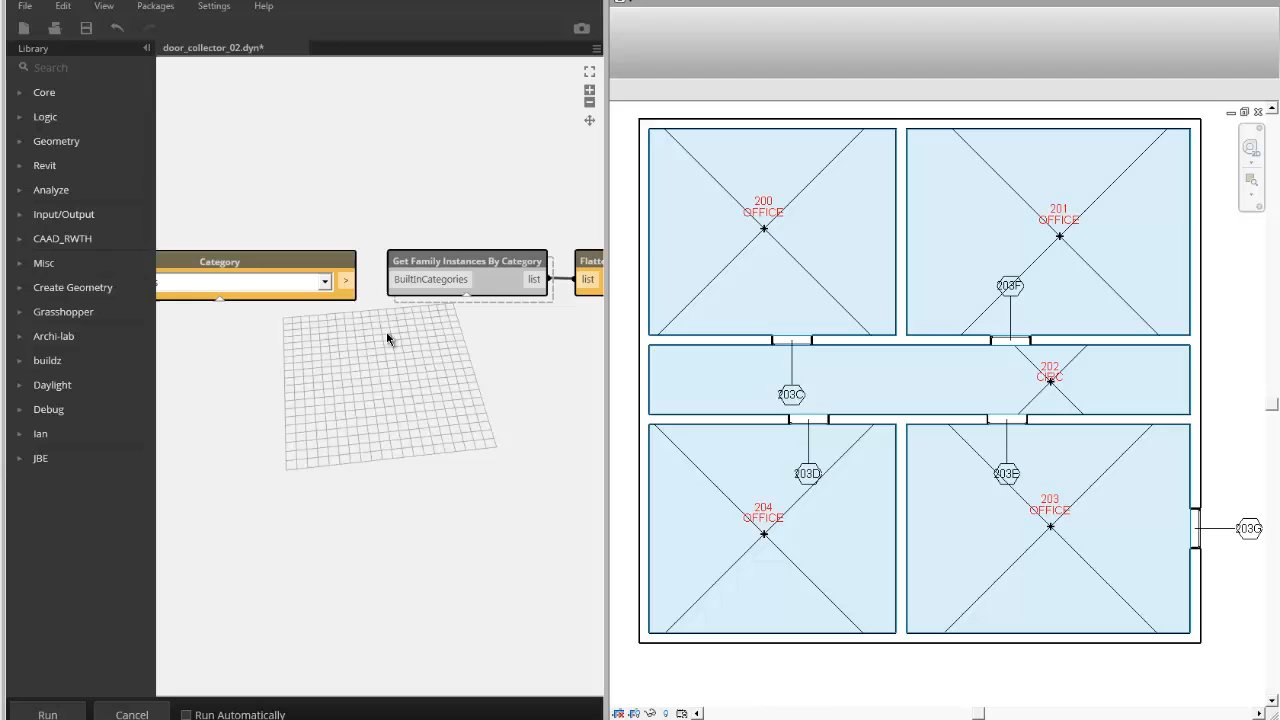 File Edit View Packages Settings Help
Library
door_collector_02.dyn*
Search
Core
Logic
Geometry
Revit
Analyze
Input/Output
CAAD_RWTH
Misc
Create Geometry
Grasshopper
Archi-lab
buildz
Daylight
Debug
Ian
JBE
Category
s
>
Get Family Instances By Category
BuiltInCategories list
Flatte
list
Run Cancel Run Automatically
200
OFFICE
201
OFFICE
203F
202
CIRC
203C
203D
203E
204
OFFICE
203
OFFICE
203G